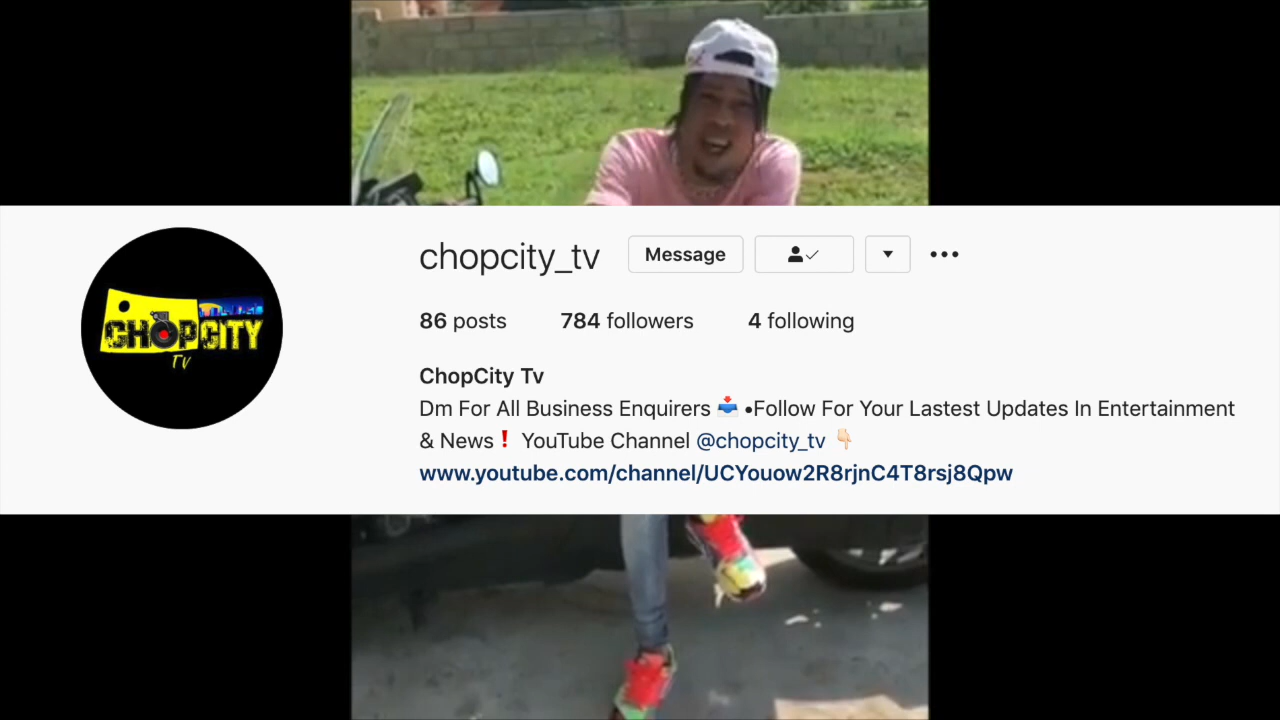 chopcity_tv Message
86 posts 784 followers 4 following
CHOPCITY
TV
ChopCity Tv
Dm For All Business Enquirers 📥 •Follow For Your Lastest Updates In Entertainment
& News❗ YouTube Channel @chopcity_tv 👇🏻
www.youtube.com/channel/UCYouow2R8rjnC4T8rsj8Qpw